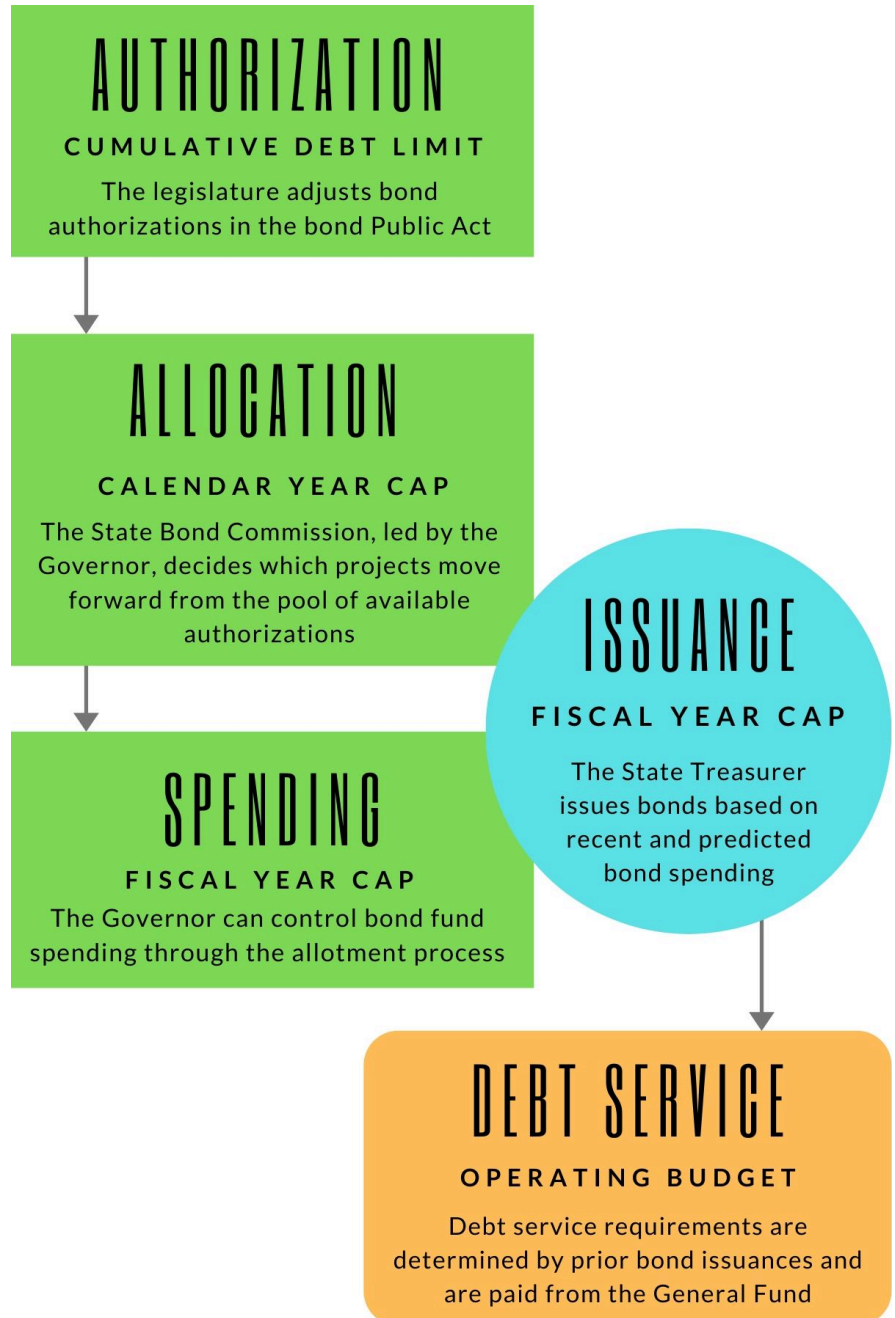 AUTHORIZATION
CUMULATIVE DEBT LIMIT
The legislature adjusts bond
authorizations in the bond Public Act
ALLOCATION
CALENDAR YEAR CAP
The State Bond Commission, led by the
Governor, decides which projects move
forward from the pool of available
authorizations
ISSUANCE
FISCAL YEAR CAP
The State Treasurer
issues bonds based on
recent and predicted
bond spending
SPENDING
FISCAL YEAR CAP
The Governor can control bond fund
spending through the allotment process
DEBT SERVICE
OPERATING BUDGET
Debt service requirements are
determined by prior bond issuances and
are paid from the General Fund